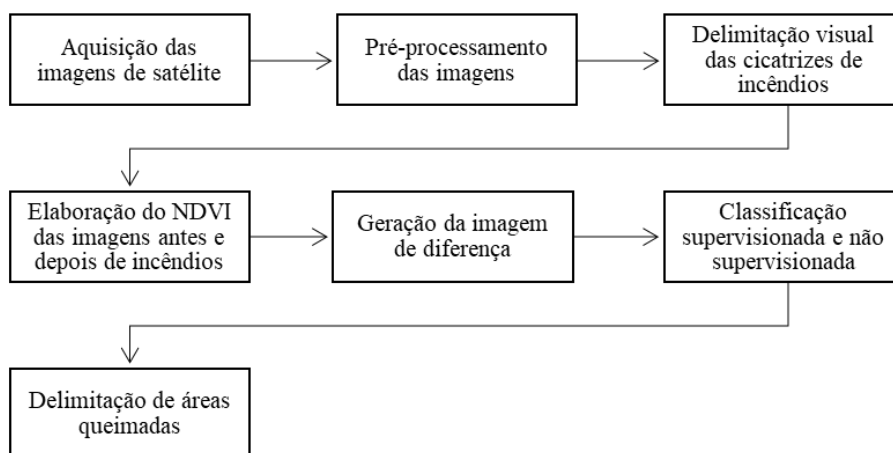 Aquisição das
imagens de satélite
Pré-processamento
das imagens
Delimitação visual
das cicatrizes de
incêndios
Elaboração do NDVI
das imagens antes e
depois de incêndios
Geração da imagem
de diferença
Classificação
supervisionada e não
supervisionada
Delimitação de áreas
queimadas